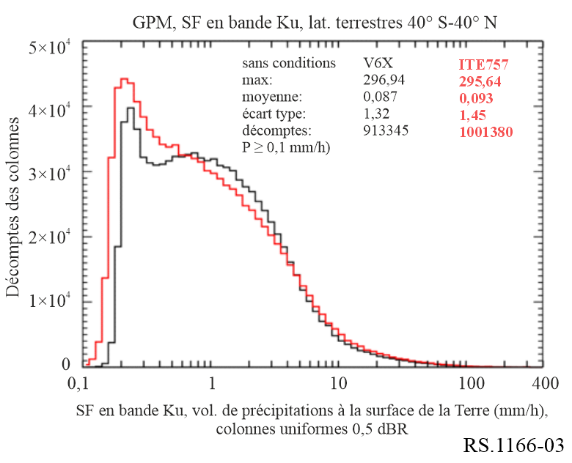 GPM, SF en bande Ku, lat. terrestres 40° S-40° N
5×10⁴
4×10⁴
3×10⁴
2×10⁴
1×10⁴
0
Décomptes des colonnes
sans conditions V6X ITE757
max: 296,94 295,64
moyenne: 0,087 0,093
écart type: 1,32 1,45
décomptes: 913345 1001380
P ≥ 0,1 mm/h)
0,1 1 10 100 400
SF en bande Ku, vol. de précipitations à la surface de la Terre (mm/h),
colonnes uniformes 0,5 dBR
RS.1166-03